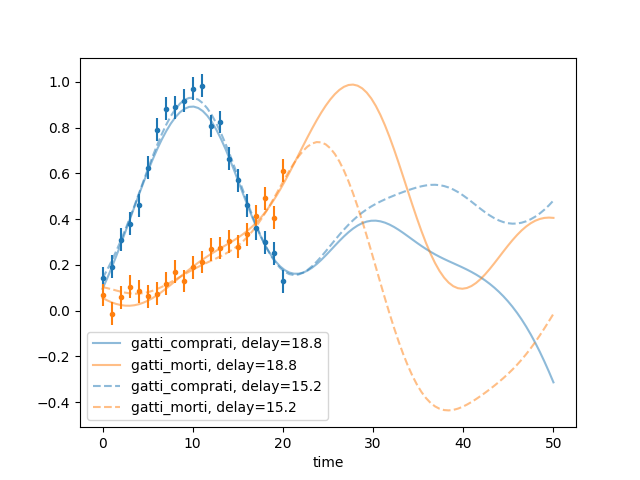 1.0
0.8
0.6
0.4
0.2
0.0
−0.2
−0.4
gatti_comprati, delay=18.8
gatti_morti, delay=18.8
gatti_comprati, delay=15.2
gatti_morti, delay=15.2
0 10 20 30 40 50
time